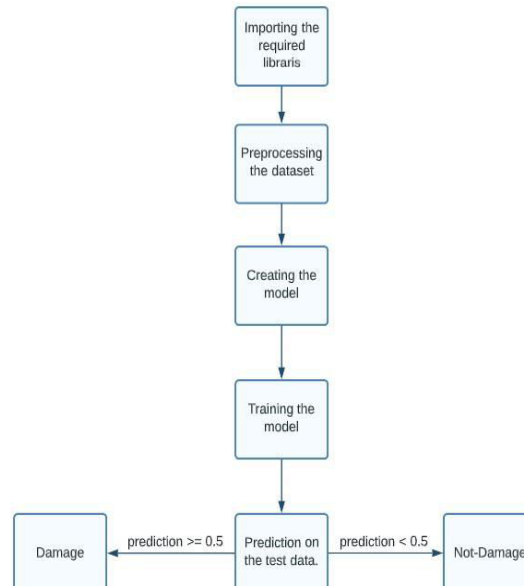 Importing the
required
libraris
Preprocessing
the dataset
Creating the
model
Training the
model
Damage
prediction >= 0.5
Prediction on
the test data.
prediction < 0.5
Not-Damage